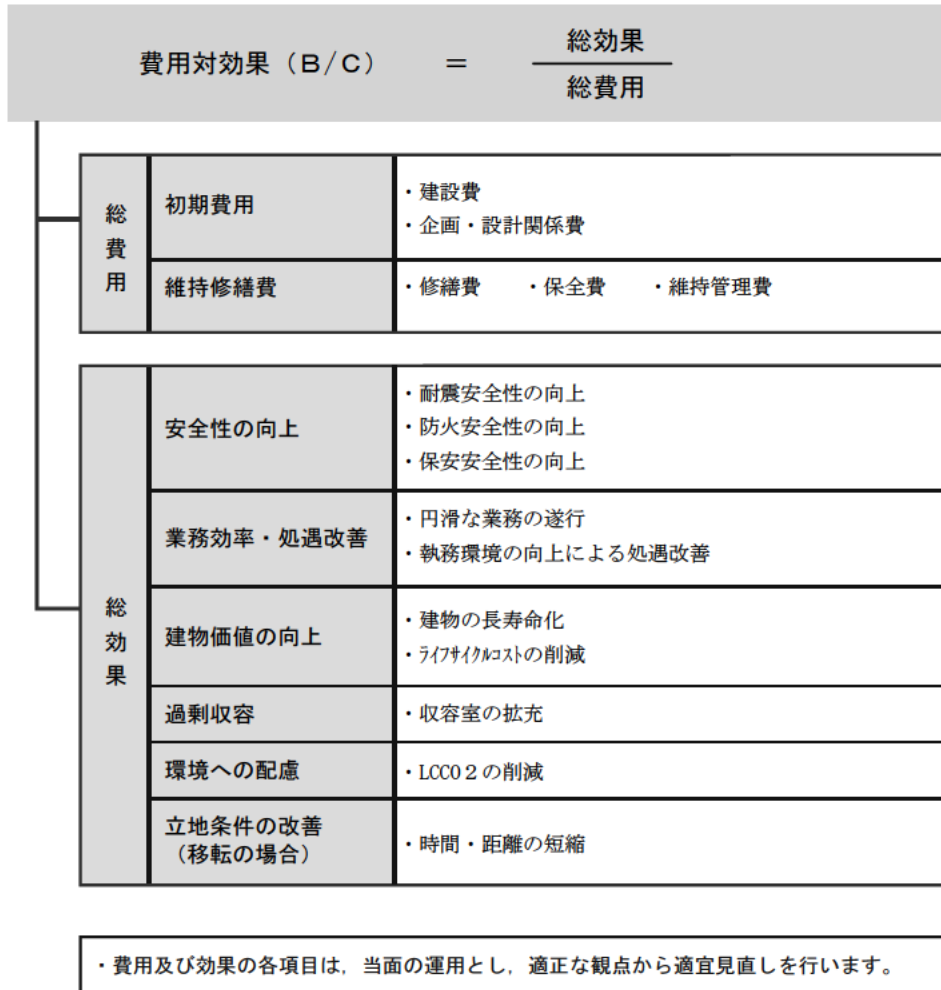 費用対効果（B/C） ＝ 総効果
総費用
総費用
初期費用
・建設費
・企画・設計関係費
維持修繕費
・修繕費 ・保全費 ・維持管理費
総効果
安全性の向上
・耐震安全性の向上
・防火安全性の向上
・保安安全性の向上
業務効率・処遇改善
・円滑な業務の遂行
・執務環境の向上による処遇改善
建物価値の向上
・建物の長寿命化
・ﾗｲﾌｻｲｸﾙｺｽﾄの削減
過剰収容
・収容室の拡充
環境への配慮
・LCCO２の削減
立地条件の改善
（移転の場合）
・時間・距離の短縮
・費用及び効果の各項目は，当面の運用とし，適正な観点から適宜見直しを行います。